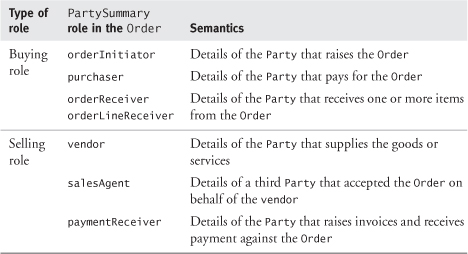 Type of role	PartySummary role in the Order	Semantics
Buying role	orderInitiator	Details of the Party that raises the Order
purchaser	Details of the Party that pays for the Order
orderReceiver	Details of the Party that receives one or more items
orderLineReceiver	from the Order
Selling role	vendor	Details of the Party that supplies the goods or
services
salesAgent	Details of a third Party that accepted the Order on
behalf of the vendor
paymentReceiver	Details of the Party that raises invoices and receives
payment against the Order